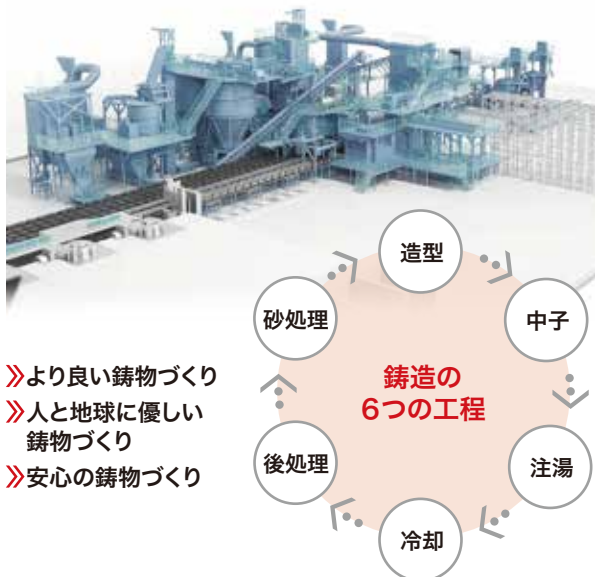 造型
中子
注湯
冷却
後処理
砂処理
鋳造の
6つの工程
より良い鋳物づくり
人と地球に優しい
鋳物づくり
安心の鋳物づくり